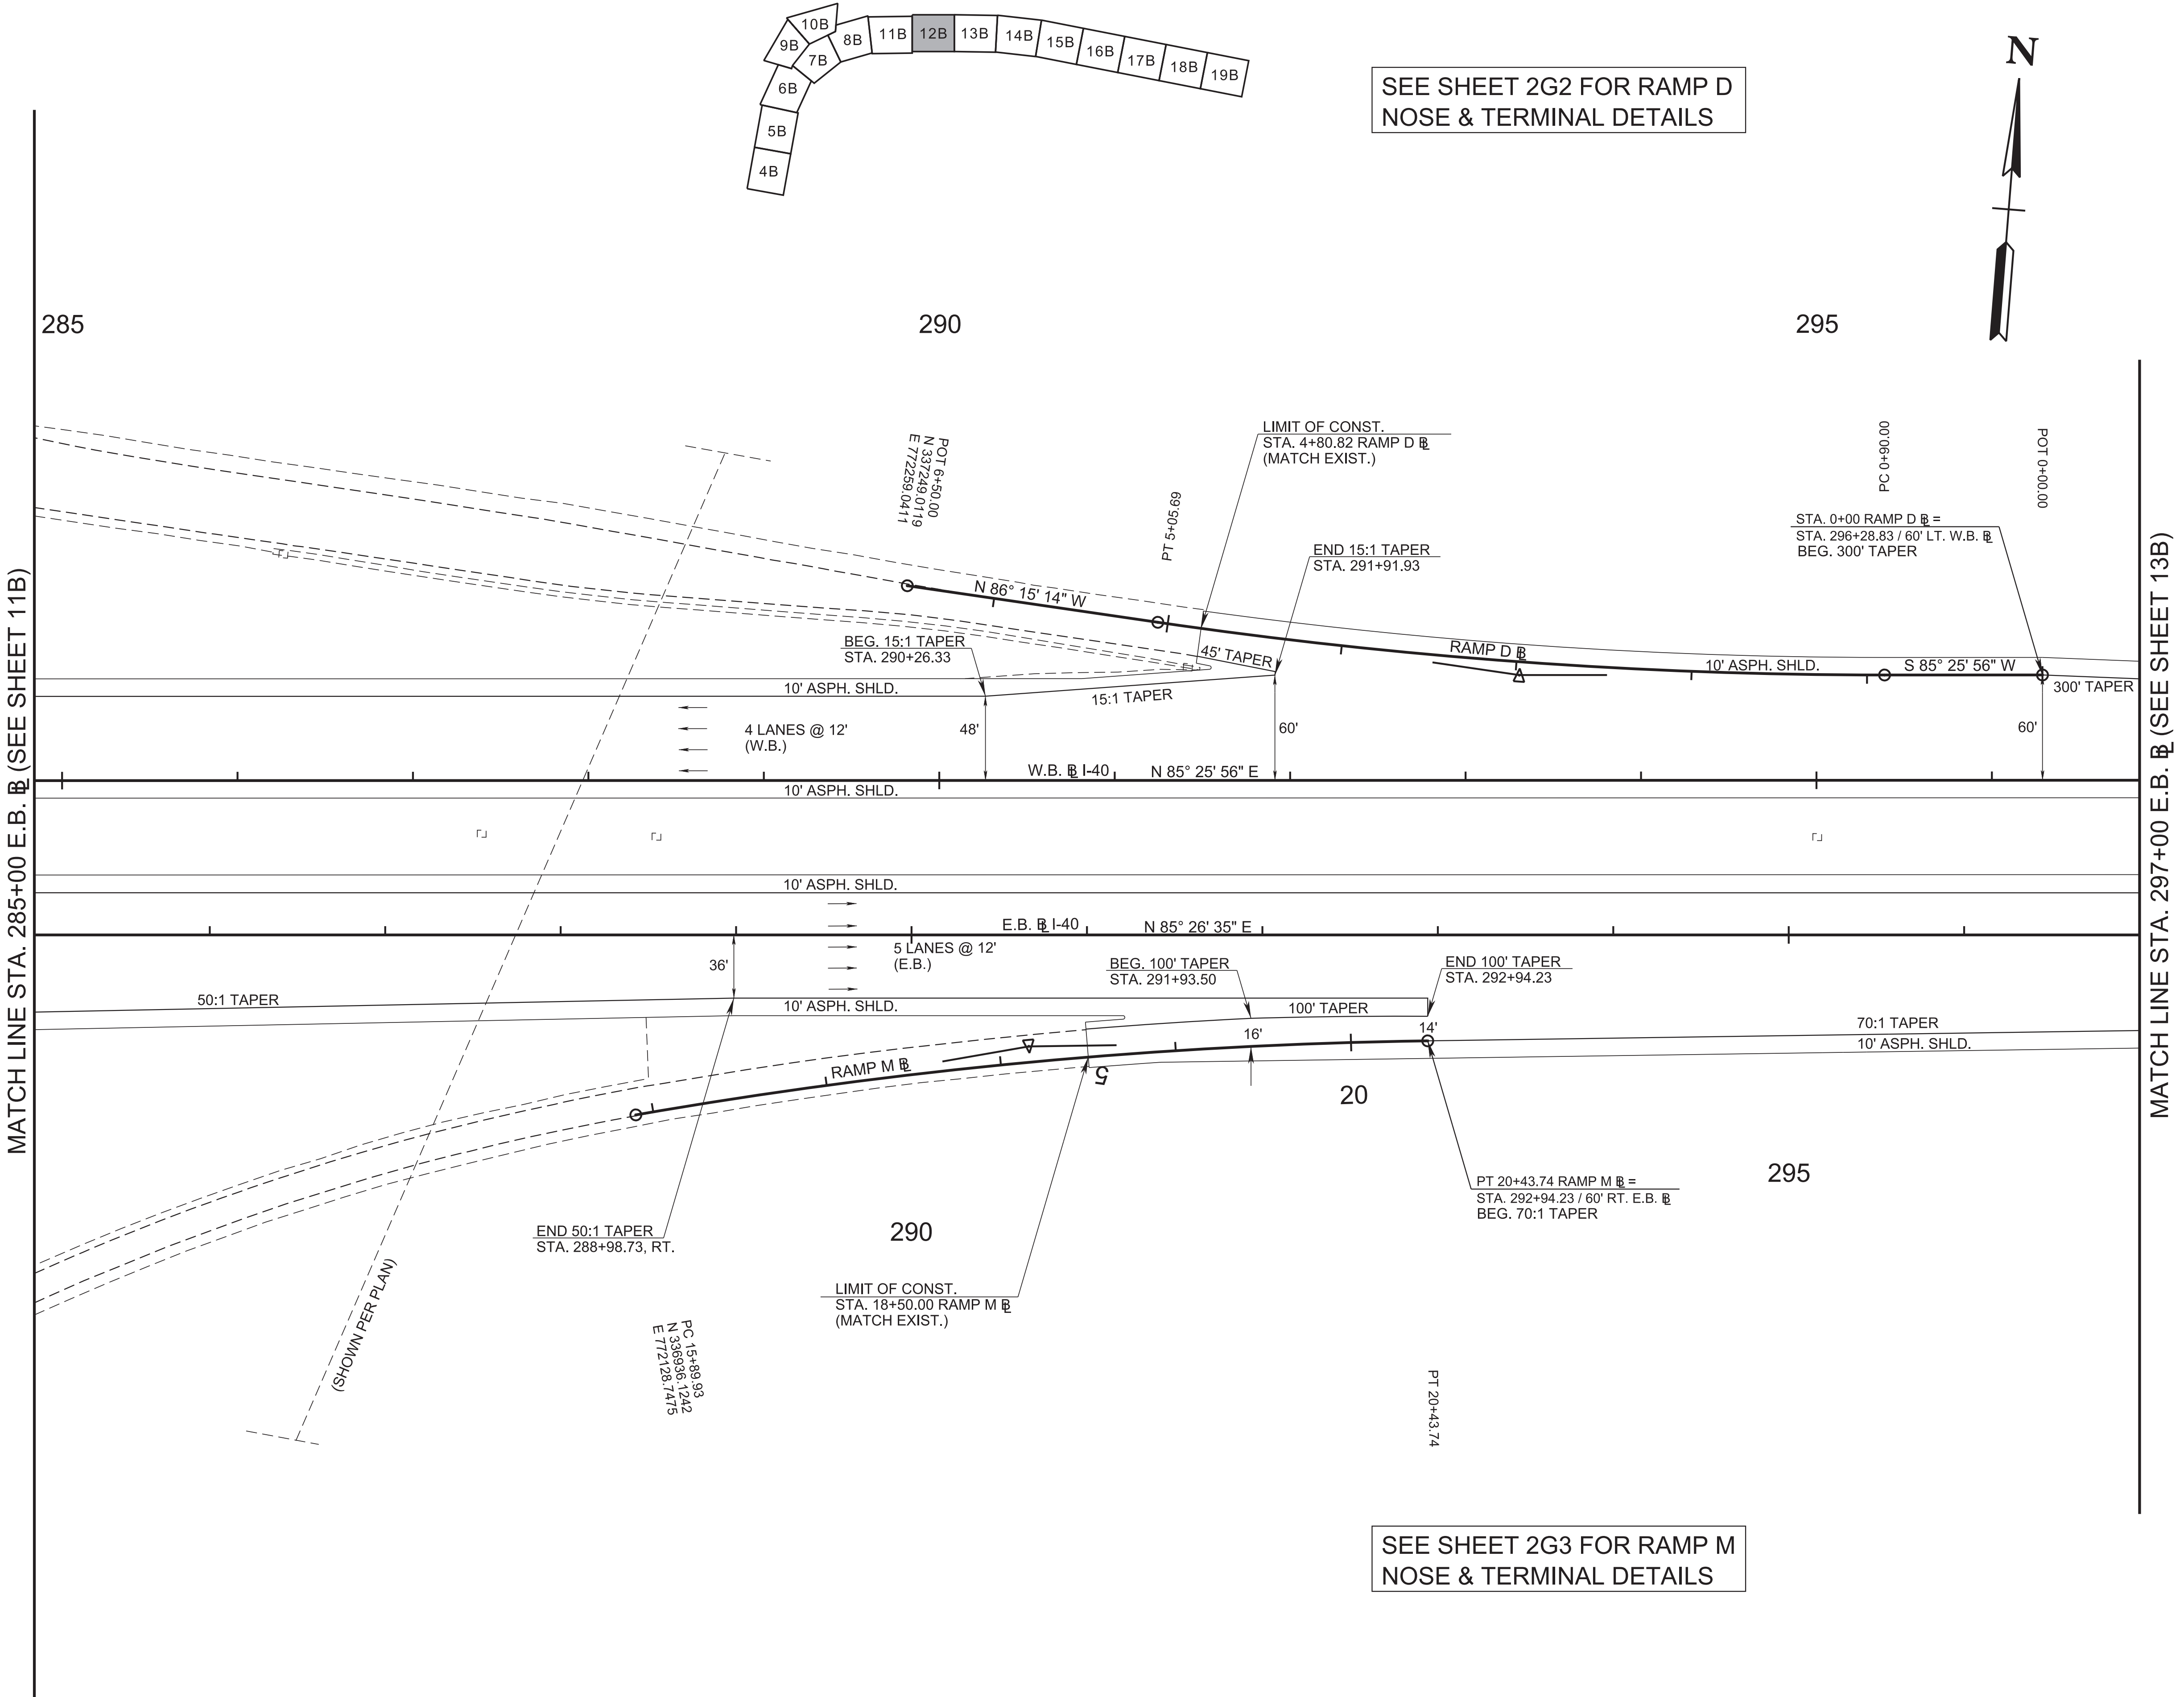 10B
9B
8B
11B
12B
13B
14B
15B
16B
17B
18B
19B
7B
6B
5B
4B
SEE SHEET 2G2 FOR RAMP D
NOSE & TERMINAL DETAILS
N
285
290
295
MATCH LINE STA. 285+00 E.B. ℄ (SEE SHEET 11B)
MATCH LINE STA. 297+00 E.B. ℄ (SEE SHEET 13B)
POT 6+50.00
N 337249.0119
E 772259.0411
PT 5+05.69
LIMIT OF CONST.
STA. 4+80.82 RAMP D ℄
(MATCH EXIST.)
PC 0+90.00
POT 0+00.00
STA. 0+00 RAMP D ℄ =
STA. 296+28.83 / 60' LT. W.B. ℄
BEG. 300' TAPER
END 15:1 TAPER
STA. 291+91.93
N 86° 15' 14" W
BEG. 15:1 TAPER
STA. 290+26.33
45' TAPER
RAMP D ℄
10' ASPH. SHLD.
S 85° 25' 56" W
300' TAPER
10' ASPH. SHLD.
15:1 TAPER
4 LANES @ 12'
(W.B.)
48'
60'
60'
W.B. ℄ I-40
N 85° 25' 56" E
10' ASPH. SHLD.
10' ASPH. SHLD.
E.B. ℄ I-40
N 85° 26' 35" E
5 LANES @ 12'
(E.B.)
36'
BEG. 100' TAPER
STA. 291+93.50
END 100' TAPER
STA. 292+94.23
50:1 TAPER
10' ASPH. SHLD.
100' TAPER
16'
14'
70:1 TAPER
10' ASPH. SHLD.
RAMP M ℄
5
20
295
PT 20+43.74 RAMP M ℄ =
STA. 292+94.23 / 60' RT. E.B. ℄
BEG. 70:1 TAPER
END 50:1 TAPER
STA. 288+98.73, RT.
290
LIMIT OF CONST.
STA. 18+50.00 RAMP M ℄
(MATCH EXIST.)
(SHOWN PER PLAN)
PC 15+89.93
N 336936.1242
E 772128.7475
PT 20+43.74
SEE SHEET 2G3 FOR RAMP M
NOSE & TERMINAL DETAILS